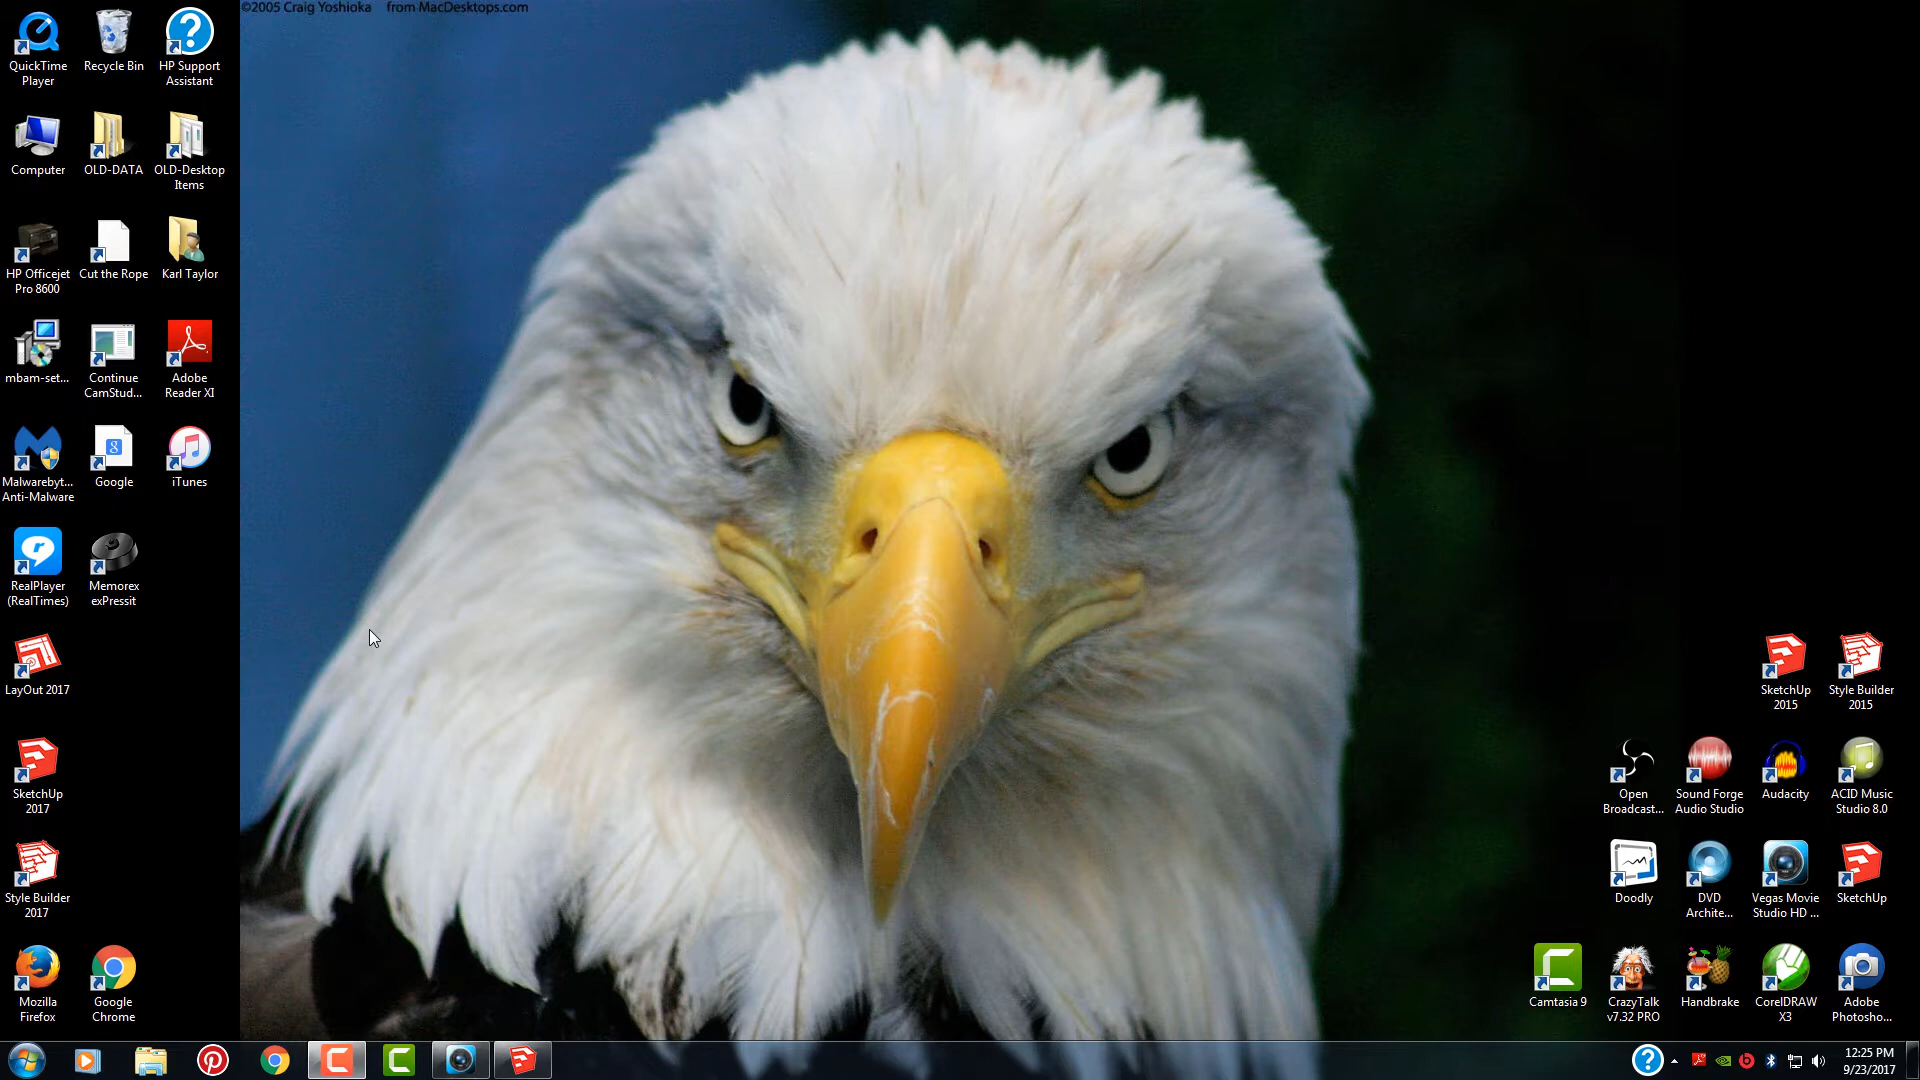 ©2005 Craig Yoshioka from MacDesktops.com
QuickTime
Player
Recycle Bin
HP Support
Assistant
Computer
OLD-DATA
OLD-Desktop
Items
HP Officejet
Pro 8600
Cut the Rope
Karl Taylor
mbam-set...
Continue
CamStud...
Adobe
Reader XI
Malwarebyt...
Anti-Malware
Google
iTunes
RealPlayer
(RealTimes)
Memorex
exPressit
LayOut 2017
SketchUp
2017
Style Builder
2017
Mozilla
Firefox
Google
Chrome
SketchUp
2015
Style Builder
2015
Open
Broadcast...
Sound Forge
Audio Studio
Audacity
ACID Music
Studio 8.0
Doodly
DVD
Archite...
Vegas Movie
Studio HD ...
SketchUp
Camtasia 9
CrazyTalk
v7.32 PRO
Handbrake
CorelDRAW
X3
Adobe
Photosho...
12:25 PM
9/23/2017